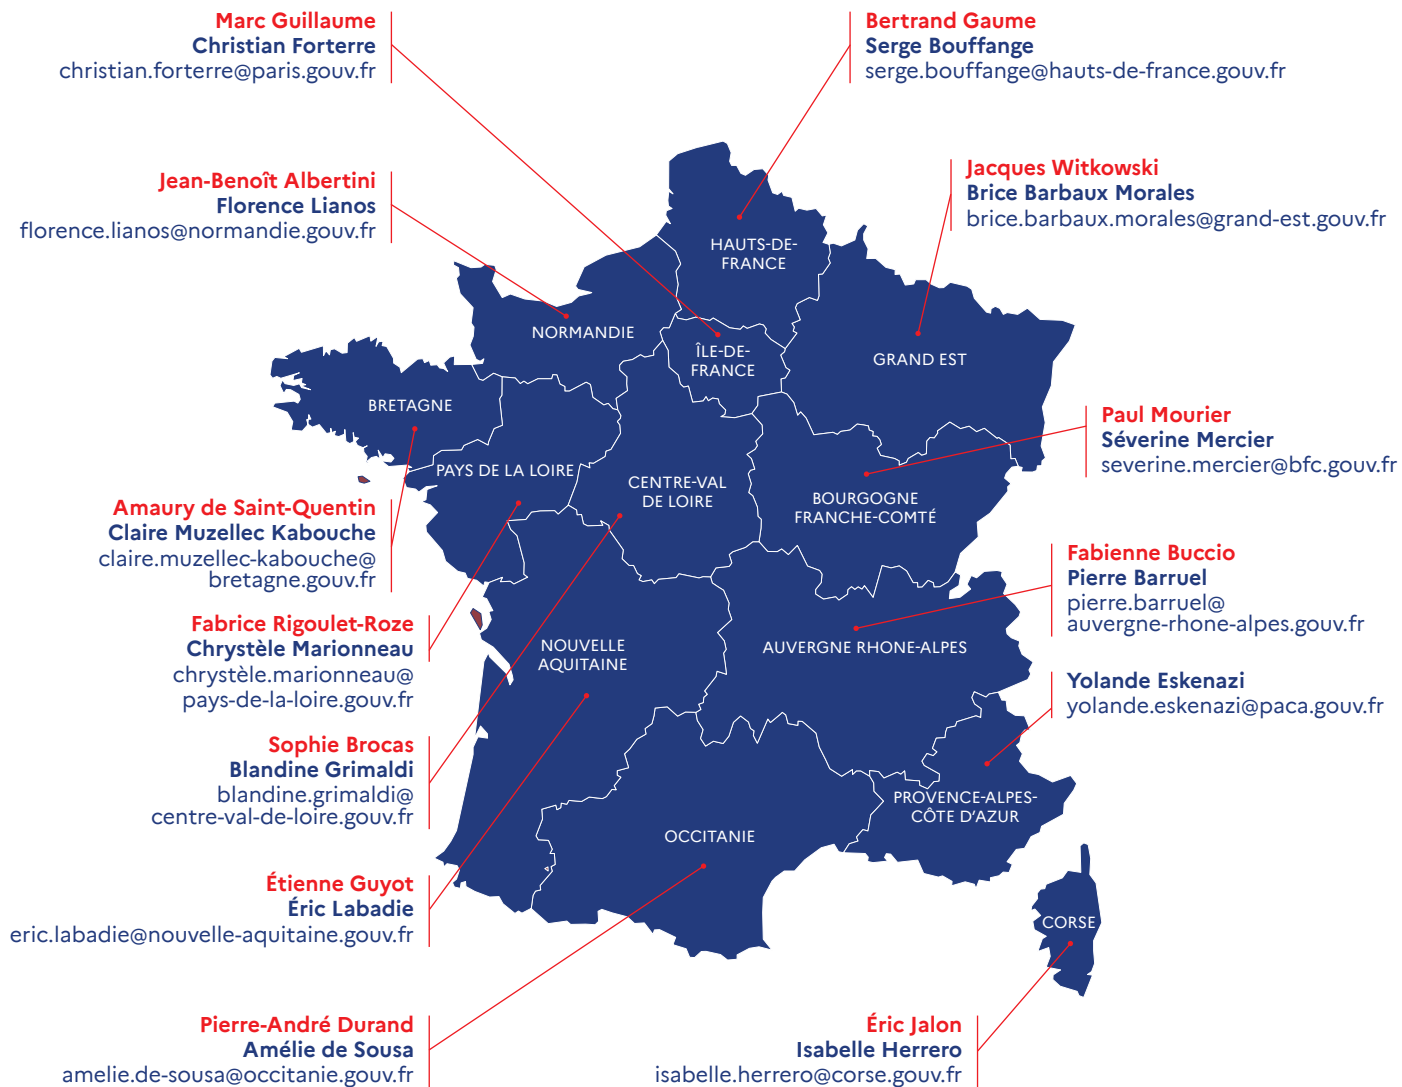 Marc Guillaume
Christian Forterre
christian.forterre@paris.gouv.fr
Bertrand Gaume
Serge Bouffange
serge.bouffange@hauts-de-france.gouv.fr
Jean-Benoît Albertini
Florence Lianos
florence.lianos@normandie.gouv.fr
Jacques Witkowski
Brice Barbaux Morales
brice.barbaux.morales@grand-est.gouv.fr
HAUTS-DE-
FRANCE
NORMANDIE
ÎLE-DE-
FRANCE
GRAND EST
BRETAGNE
Paul Mourier
Séverine Mercier
severine.mercier@bfc.gouv.fr
PAYS DE LA LOIRE
CENTRE-VAL
DE LOIRE
BOURGOGNE
FRANCHE-COMTÉ
Amaury de Saint-Quentin
Claire Muzellec Kabouche
claire.muzellec-kabouche@
bretagne.gouv.fr
Fabienne Buccio
Pierre Barruel
pierre.barruel@
auvergne-rhone-alpes.gouv.fr
Fabrice Rigoulet-Roze
Chrystèle Marionneau
chrystèle.marionneau@
pays-de-la-loire.gouv.fr
NOUVELLE
AQUITAINE
AUVERGNE RHONE-ALPES
Yolande Eskenazi
yolande.eskenazi@paca.gouv.fr
Sophie Brocas
Blandine Grimaldi
blandine.grimaldi@
centre-val-de-loire.gouv.fr
PROVENCE-ALPES-
CÔTE D'AZUR
OCCITANIE
Étienne Guyot
Éric Labadie
eric.labadie@nouvelle-aquitaine.gouv.fr
CORSE
Pierre-André Durand
Amélie de Sousa
amelie.de-sousa@occitanie.gouv.fr
Éric Jalon
Isabelle Herrero
isabelle.herrero@corse.gouv.fr